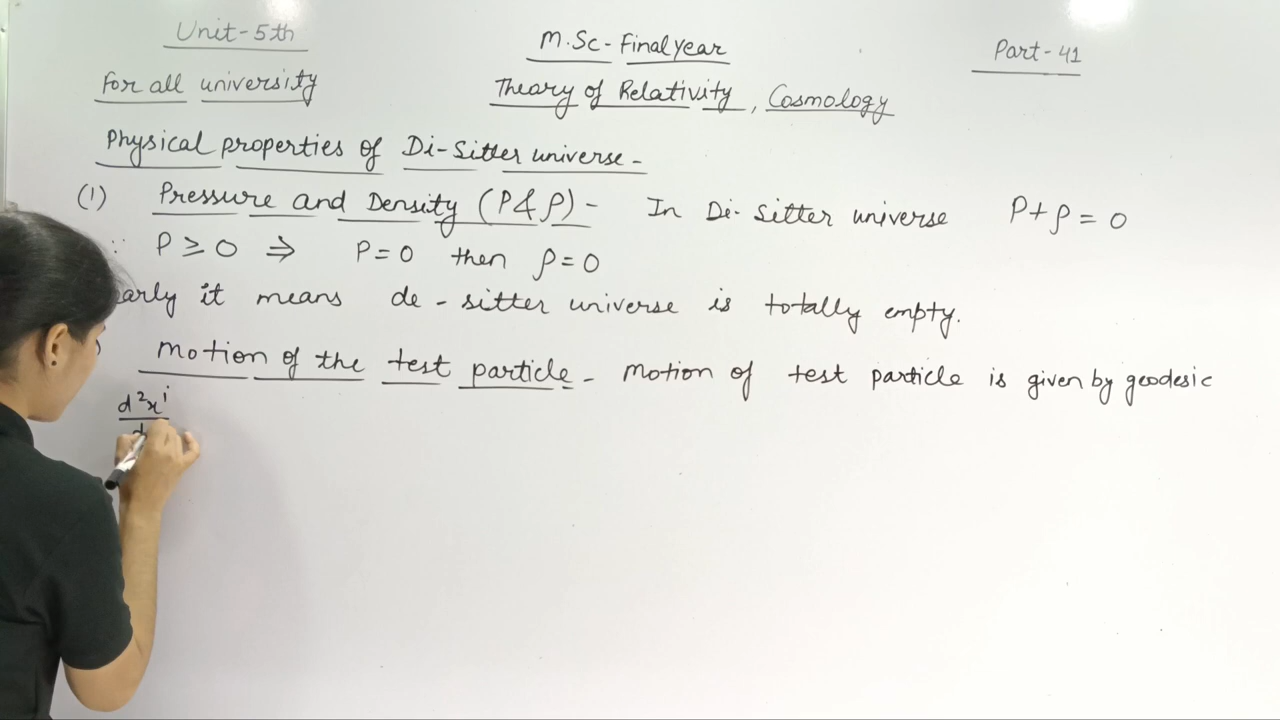 Unit-5th
M.Sc-Final year
Part-41
For all university
Theory of Relativity, Cosmology
Physical properties of Di-Sitter universe -
(1) Pressure and Density (P & ρ) - In Di-Sitter universe P + ρ = 0
∵ P ≥ 0 ⇒ P = 0 then ρ = 0
early it means de-sitter universe is totally empty.
) Motion of the test particle - Motion of test particle is given by geodesic
d²xⁱ
d